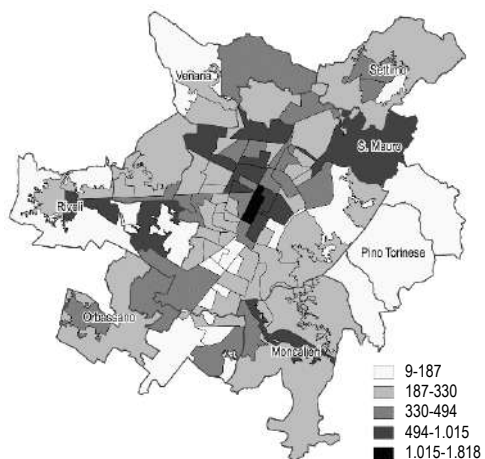 Venaria
Settimo
S. Mauro
Rivoli
Pino Torinese
Orbassano
Moncalieri
9-187
187-330
330-494
494-1.015
1.015-1.818